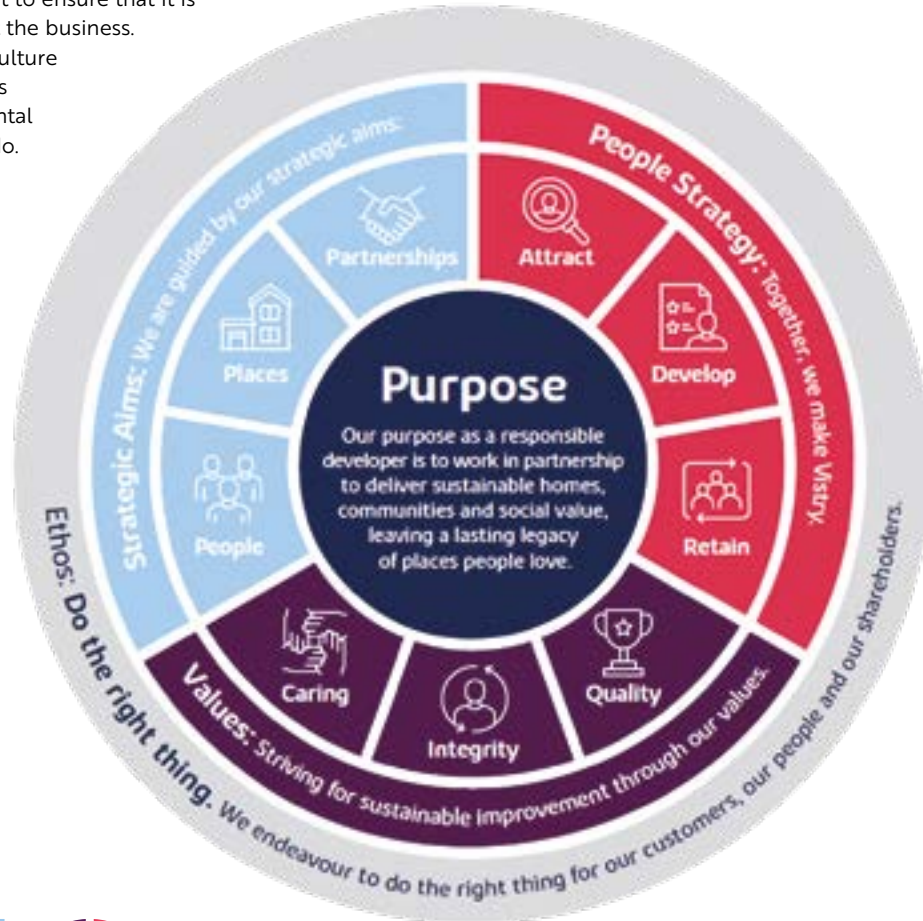 t to ensure that it is
the business.
ulture
s
ntal
lo.
Strategic Aims: We are guided by our strategic aims:
Partnerships
Places
People
People Strategy: Together, we make Vistry.
Attract
Develop
Retain
Purpose
Our purpose as a responsible
developer is to work in partnership
to deliver sustainable homes,
communities and social value,
leaving a lasting legacy
of places people love.
Caring
Integrity
Quality
Values: Striving for sustainable improvement through our values.
Ethos: Do the right thing. We endeavour to do the right thing for our customers, our people and our shareholders.